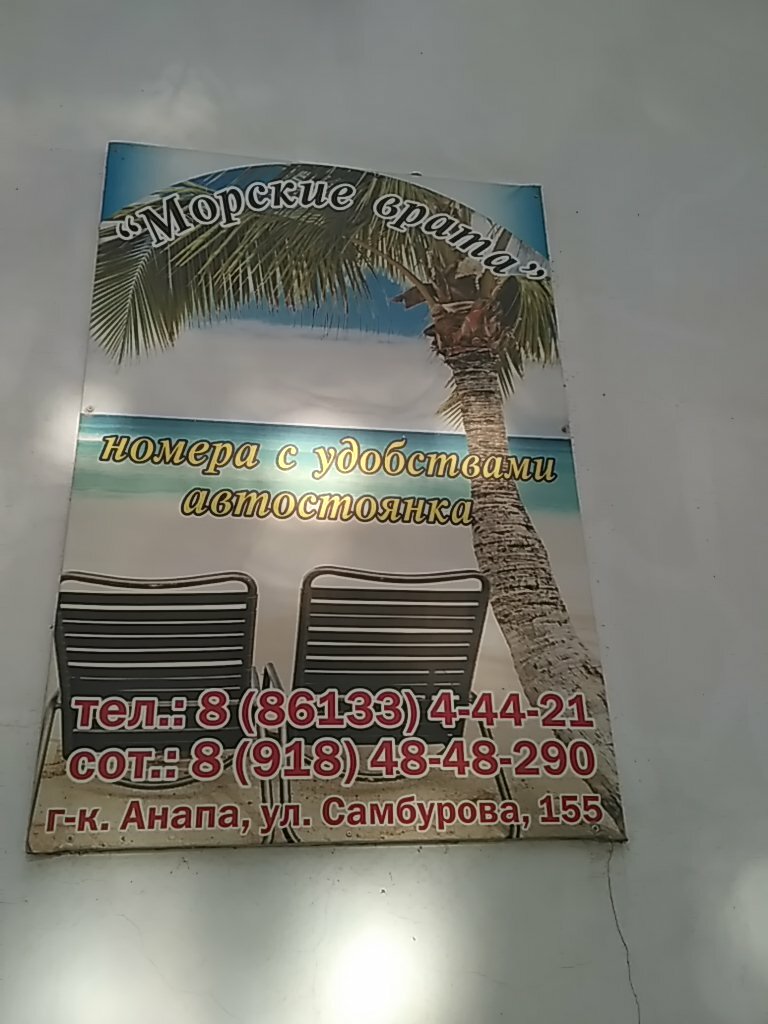 “Морские врата”
номера с удобствами
автостоянка
тел.: 8 (86133) 4-44-21
сот.: 8 (918) 48-48-290
г-к. Анапа, ул. Самбурова, 155